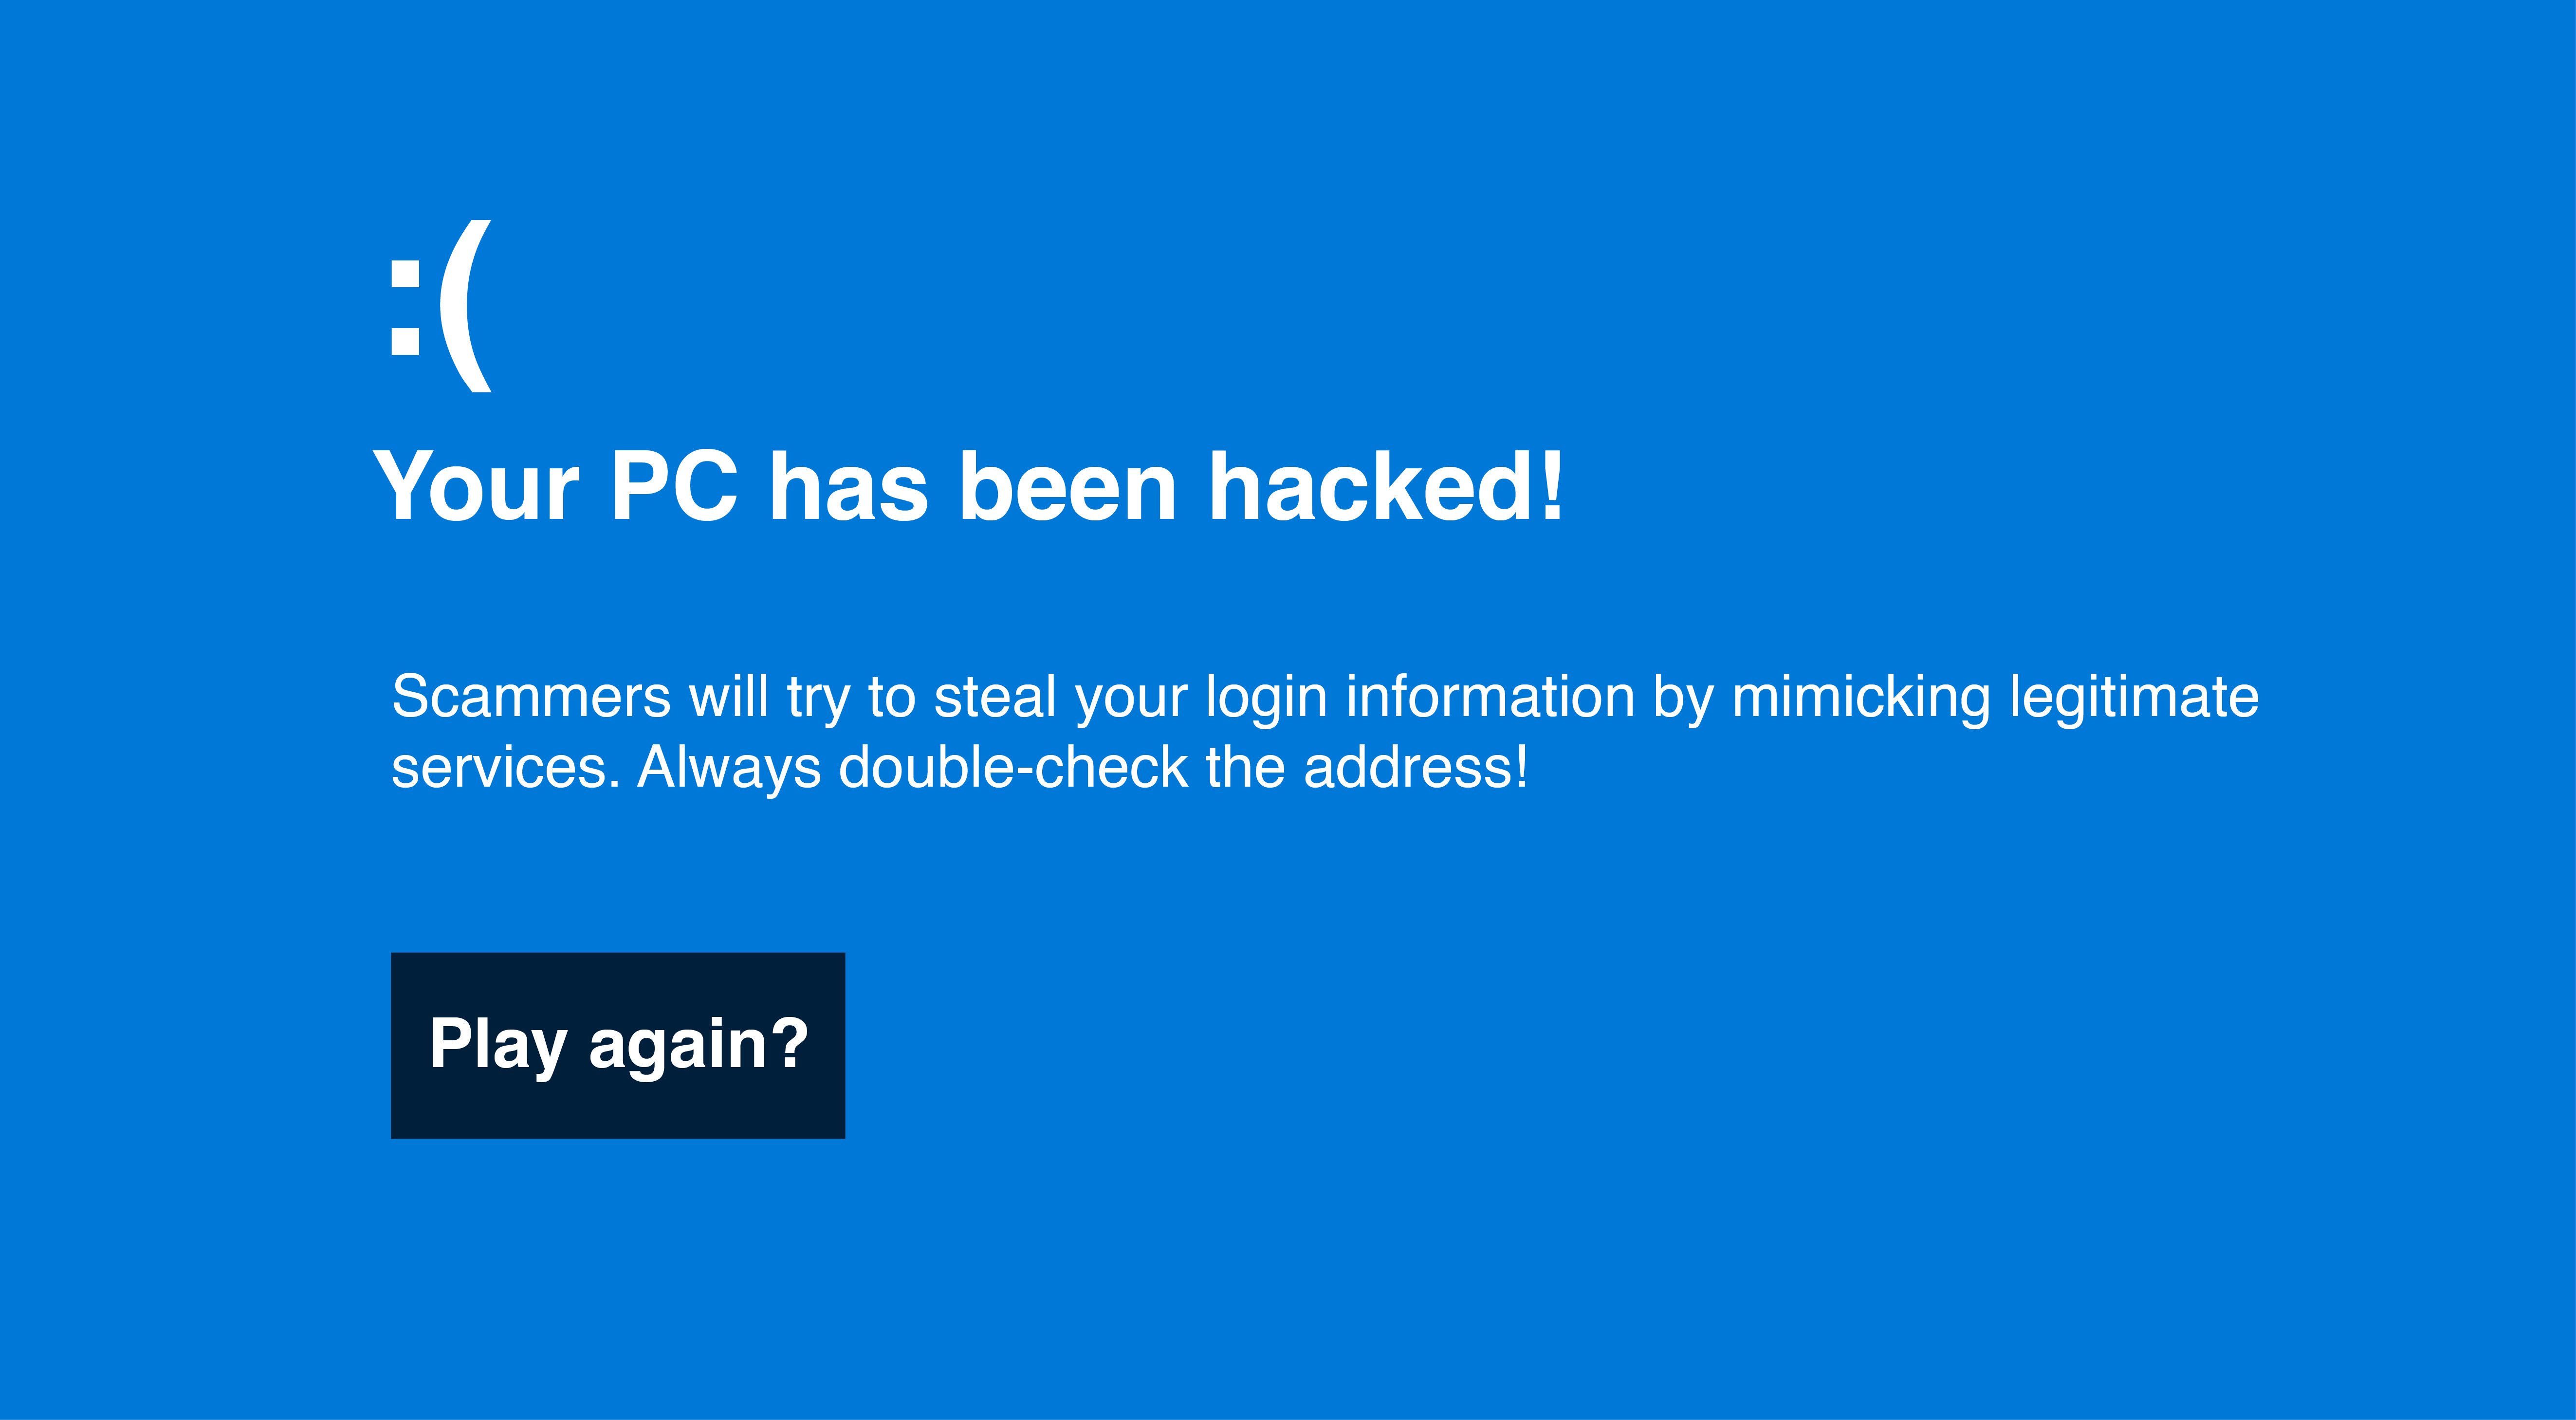 :(
Your PC has been hacked!
Scammers will try to steal your login information by mimicking legitimate
services. Always double-check the address!
Play again?